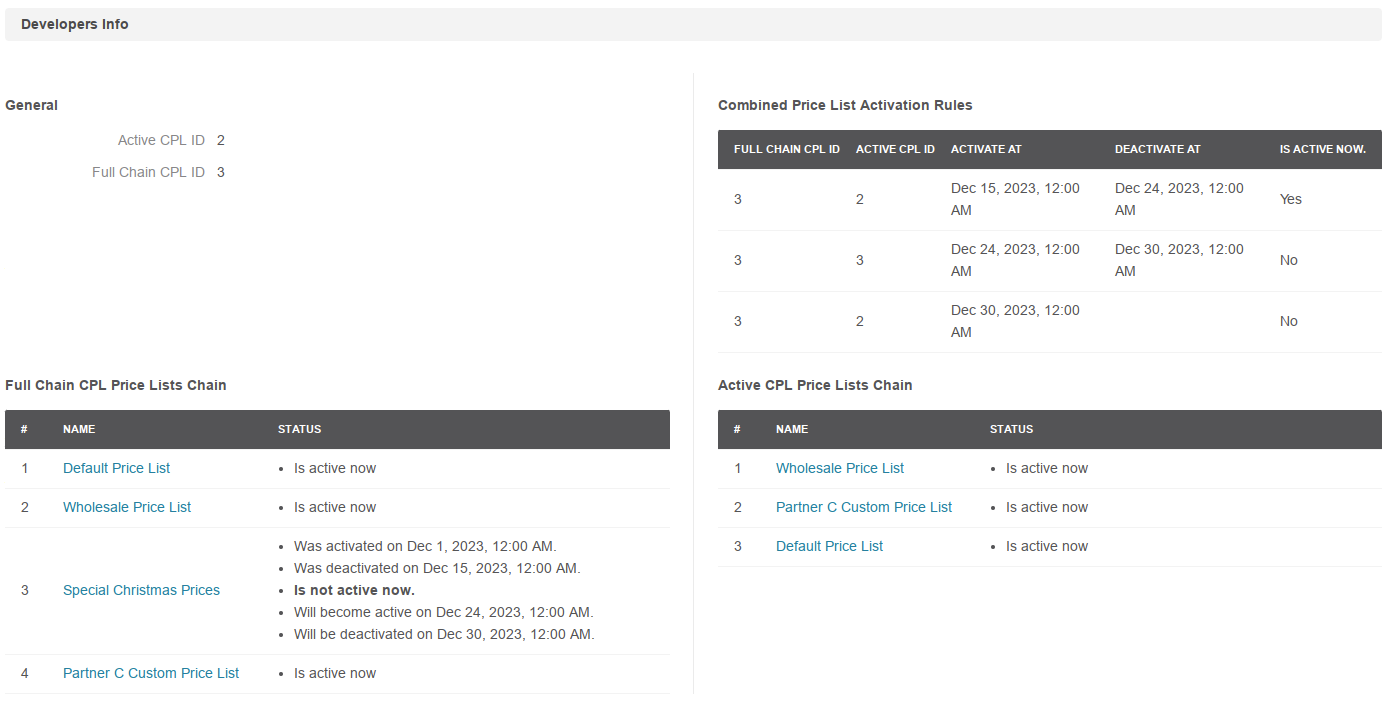 Developers Info
General
Active CPL ID 2
Full Chain CPL ID 3
Combined Price List Activation Rules
FULL CHAIN CPL ID ACTIVE CPL ID ACTIVATE AT DEACTIVATE AT IS ACTIVE NOW.
3 2 Dec 15, 2023, 12:00 AM Dec 24, 2023, 12:00 AM Yes
3 3 Dec 24, 2023, 12:00 AM Dec 30, 2023, 12:00 AM No
3 2 Dec 30, 2023, 12:00 AM No
Full Chain CPL Price Lists Chain
# NAME STATUS
1 Default Price List • Is active now
2 Wholesale Price List • Is active now
3 Special Christmas Prices
• Was activated on Dec 1, 2023, 12:00 AM.
• Was deactivated on Dec 15, 2023, 12:00 AM.
• Is not active now.
• Will become active on Dec 24, 2023, 12:00 AM.
• Will be deactivated on Dec 30, 2023, 12:00 AM.
4 Partner C Custom Price List • Is active now
Active CPL Price Lists Chain
# NAME STATUS
1 Wholesale Price List • Is active now
2 Partner C Custom Price List • Is active now
3 Default Price List • Is active now